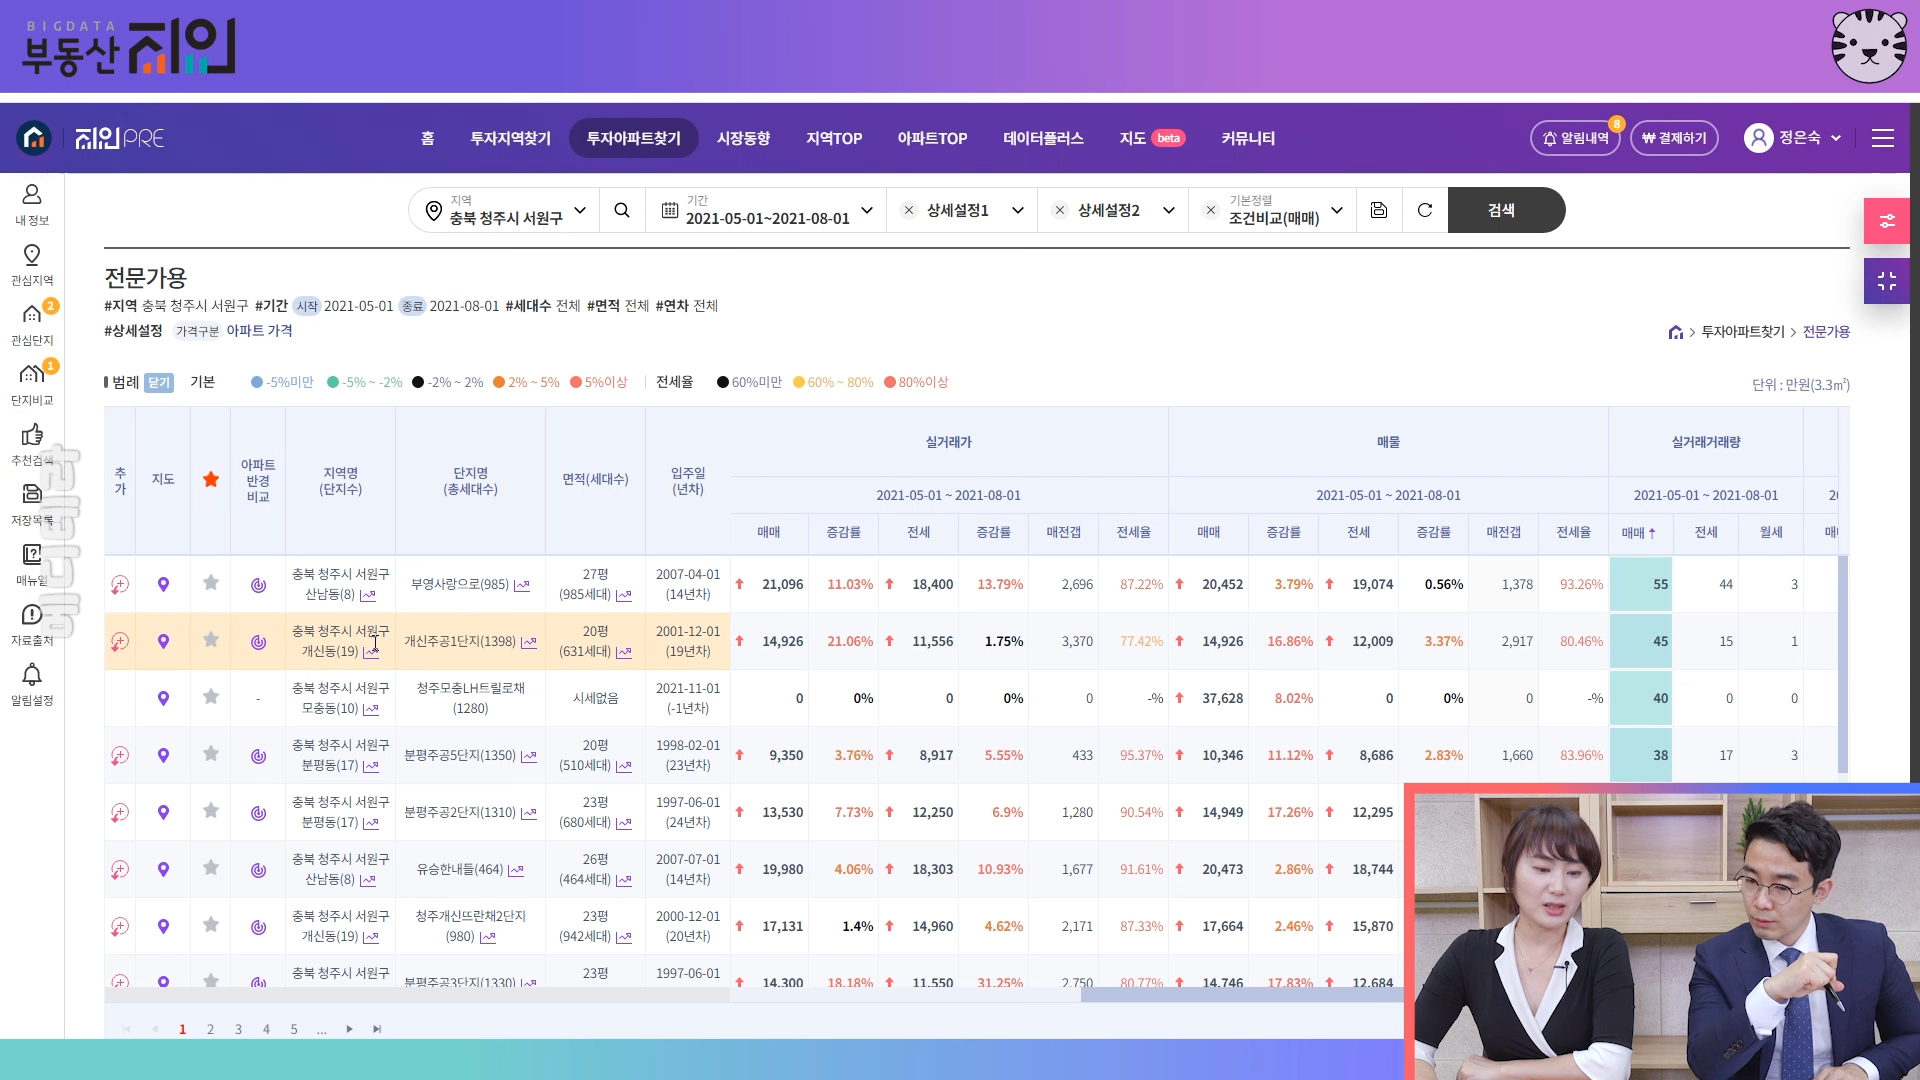 BIGDATA
부동산 지인
지인PRE
홈 투자지역찾기 투자아파트찾기 시장동향 지역TOP 아파트TOP 데이터플러스 지도 beta 커뮤니티
알림내역 8 ₩결제하기 정은숙
내 정보
관심지역
2
관심단지
1
단지비교
추천검색
저장목록
매뉴얼
자료출처
알림설정
지역
충북 청주시 서원구
기간
2021-05-01~2021-08-01
상세설정1
상세설정2
기본정렬
조건비교(매매)
검색
전문가용
#지역 충북 청주시 서원구 #기간 시작 2021-05-01 종료 2021-08-01 #세대수 전체 #면적 전체 #연차 전체
#상세설정 가격구분 아파트 가격
투자아파트찾기 > 전문가용
범례 닫기 기본 -5%미만 -5% ~ -2% -2% ~ 2% 2% ~ 5% 5%이상 전세율 60%미만 60% ~ 80% 80%이상
단위 : 만원(3.3㎡)
추가 지도 아파트 반경 비교 지역명 (단지수) 단지명 (총세대수) 면적(세대수) 입주일 (년차)
실거래가 매물 실거래거래량
2021-05-01 ~ 2021-08-01 2021-05-01 ~ 2021-08-01 2021-05-01 ~ 2021-08-01
매매 증감률 전세 증감률 매전갭 전세율 매매 증감률 전세 증감률 매전갭 전세율 매매 전세 월세
충북 청주시 서원구 산남동(8) 부영사랑으로(985) 27평 (985세대) 2007-04-01 (14년차) 21,096 11.03% 18,400 13.79% 2,696 87.22% 20,452 3.79% 19,074 0.56% 1,378 93.26% 55 44 3
충북 청주시 서원구 개신동(19) 개신주공1단지(1398) 20평 (631세대) 2001-12-01 (19년차) 14,926 21.06% 11,556 1.75% 3,370 77.42% 14,926 16.86% 12,009 3.37% 2,917 80.46% 45 15 1
- 충북 청주시 서원구 모충동(10) 청주모충LH트릴로채 (1280) 시세없음 2021-11-01 (-1년차) 0 0% 0 0% 0 -% 37,628 8.02% 0 0% 0 -% 40 0 0
충북 청주시 서원구 분평동(17) 분평주공5단지(1350) 20평 (510세대) 1998-02-01 (23년차) 9,350 3.76% 8,917 5.55% 433 95.37% 10,346 11.12% 8,686 2.83% 1,660 83.96% 38 17 3
충북 청주시 서원구 분평동(17) 분평주공2단지(1310) 23평 (680세대) 1997-06-01 (24년차) 13,530 7.73% 12,250 6.9% 1,280 90.54% 14,949 17.26% 12,295
충북 청주시 서원구 산남동(8) 유승한내들(464) 26평 (464세대) 2007-07-01 (14년차) 19,980 4.06% 18,303 10.93% 1,677 91.61% 20,473 2.86% 18,744
충북 청주시 서원구 개신동(19) 청주개신뜨란채2단지 (980) 23평 (942세대) 2000-12-01 (20년차) 17,131 1.4% 14,960 4.62% 2,171 87.33% 17,664 2.46% 15,870
충북 청주시 서원구 분평주공3단지(1330) 23평 1997-06-01 14,300 18.18% 11,550 31.25% 2,750 80.77% 14,746 17.83% 12,684
1 2 3 4 5 ...